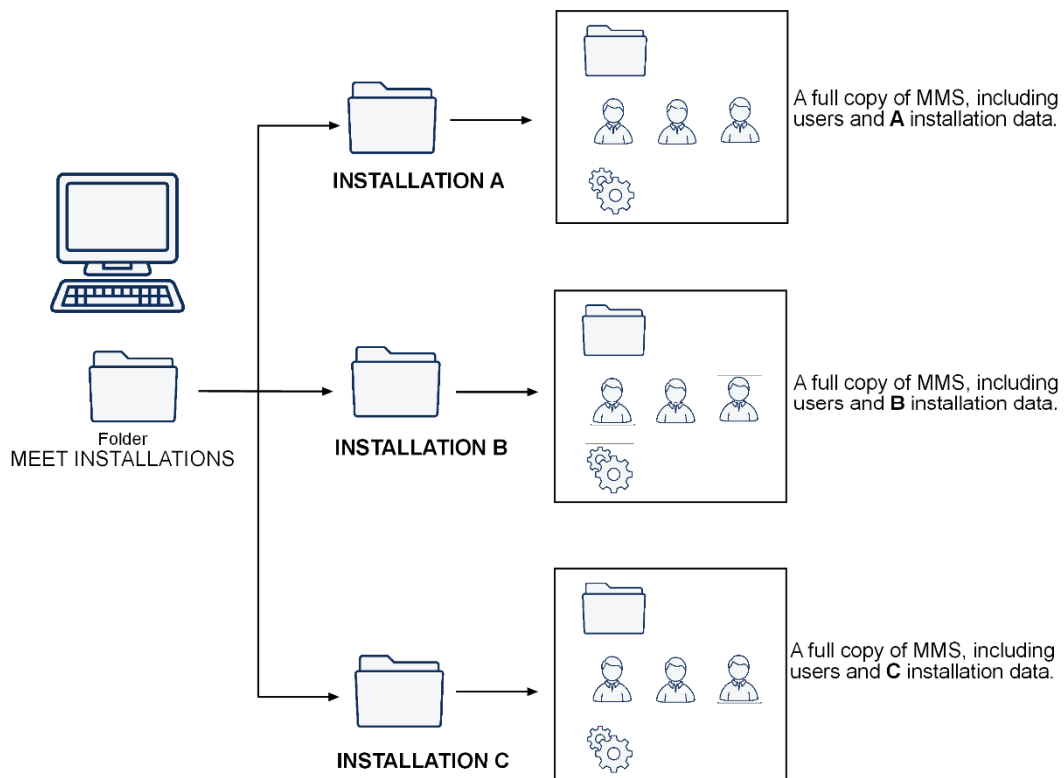 A full copy of MMS, including
users and A installation data.
INSTALLATION A
Folder
MEET INSTALLATIONS
INSTALLATION B
A full copy of MMS, including
users and B installation data.
A full copy of MMS, including
users and C installation data.
INSTALLATION C